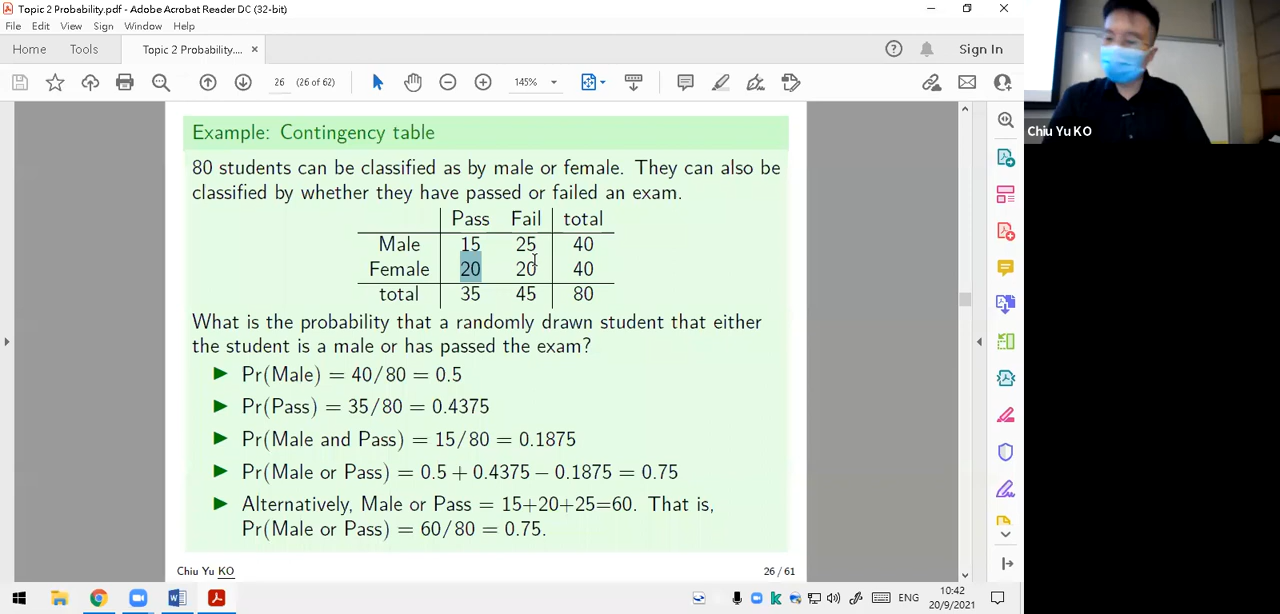 Topic 2 Probability.pdf - Adobe Acrobat Reader DC (32-bit)
File Edit View Sign Window Help
Home Tools Topic 2 Probability.... × Sign In
26 (26 of 62) 145%
Chiu Yu KO
Example: Contingency table
80 students can be classified as by male or female. They can also be
classified by whether they have passed or failed an exam.
Pass Fail total
Male 15 25 40
Female 20 20 40
total 35 45 80
What is the probability that a randomly drawn student that either
the student is a male or has passed the exam?
Pr(Male) = 40/80 = 0.5
Pr(Pass) = 35/80 = 0.4375
Pr(Male and Pass) = 15/80 = 0.1875
Pr(Male or Pass) = 0.5 + 0.4375 − 0.1875 = 0.75
Alternatively, Male or Pass = 15+20+25=60. That is,
Pr(Male or Pass) = 60/80 = 0.75.
Chiu Yu KO 26 / 61
ENG
10:42
20/9/2021